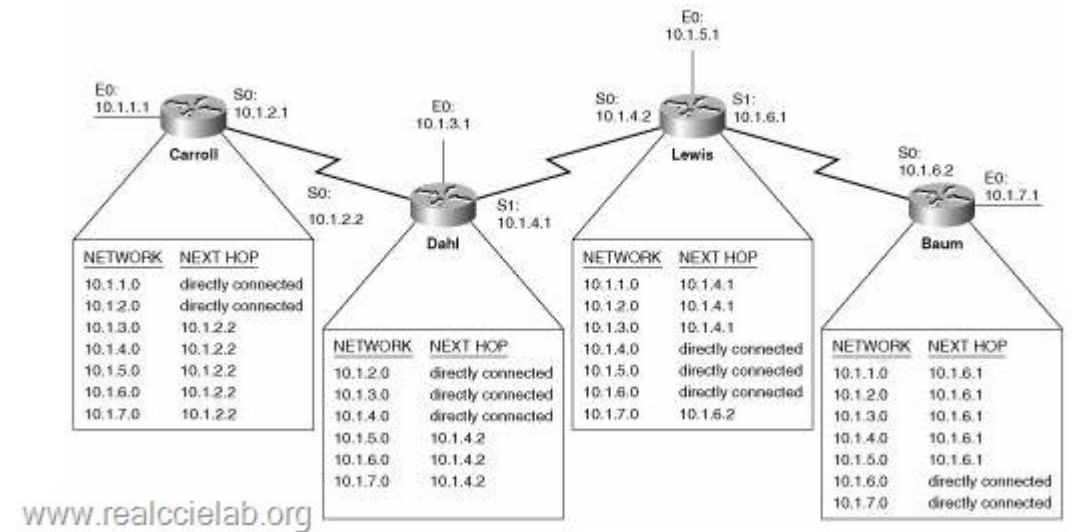 E0:
10.1.5.1
E0:
10.1.1.1
S0:
10.1.2.1
Carroll
E0:
10.1.3.1
S0:
10.1.4.2
S1:
10.1.6.1
Lewis
S0:
10.1.2.2
S1:
10.1.4.1
Dahl
S0:
10.1.6.2
E0:
10.1.7.1
Baum
NETWORK NEXT HOP
10.1.1.0 directly connected
10.1.2.0 directly connected
10.1.3.0 10.1.2.2
10.1.4.0 10.1.2.2
10.1.5.0 10.1.2.2
10.1.6.0 10.1.2.2
10.1.7.0 10.1.2.2
NETWORK NEXT HOP
10.1.2.0 directly connected
10.1.3.0 directly connected
10.1.4.0 directly connected
10.1.5.0 10.1.4.2
10.1.6.0 10.1.4.2
10.1.7.0 10.1.4.2
NETWORK NEXT HOP
10.1.1.0 10.1.4.1
10.1.2.0 10.1.4.1
10.1.3.0 10.1.4.1
10.1.4.0 directly connected
10.1.5.0 directly connected
10.1.6.0 directly connected
10.1.7.0 10.1.6.2
NETWORK NEXT HOP
10.1.1.0 10.1.6.1
10.1.2.0 10.1.6.1
10.1.3.0 10.1.6.1
10.1.4.0 10.1.6.1
10.1.5.0 10.1.6.1
10.1.6.0 directly connected
10.1.7.0 directly connected
www.realccielab.org